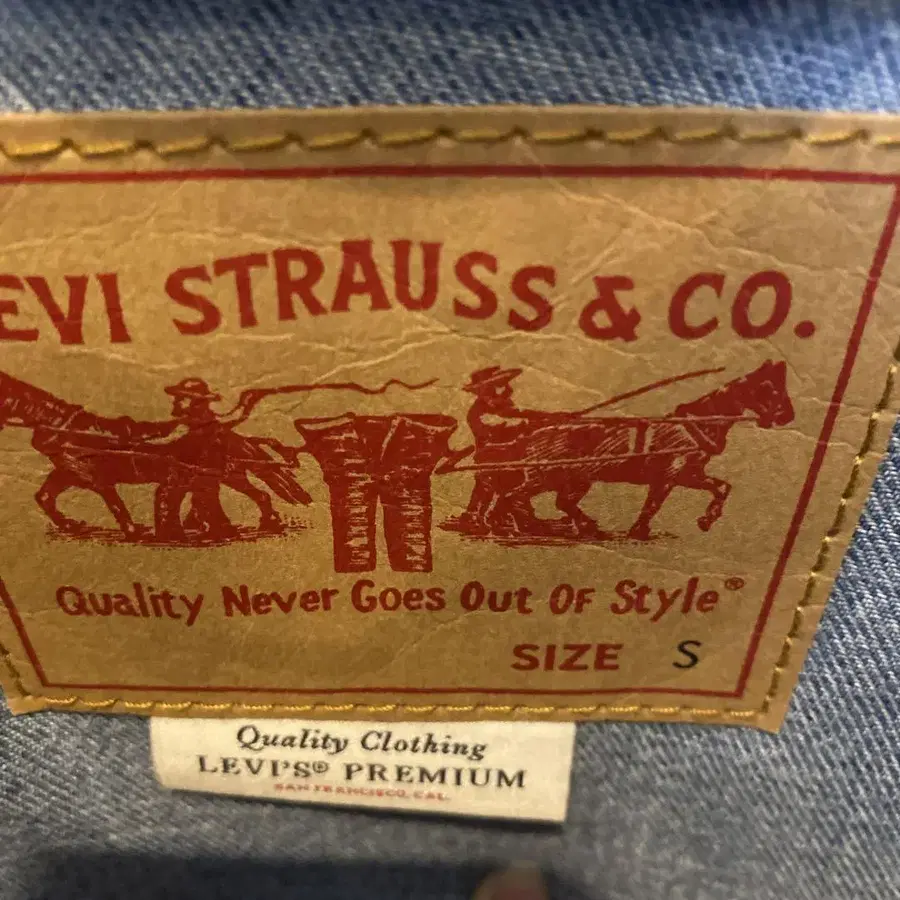 EVI STRAUSS & CO.
Quality Never Goes Out Of Style®
SIZE S
Quality Clothing
LEVI'S® PREMIUM
SAN FRANCISCO, CAL.